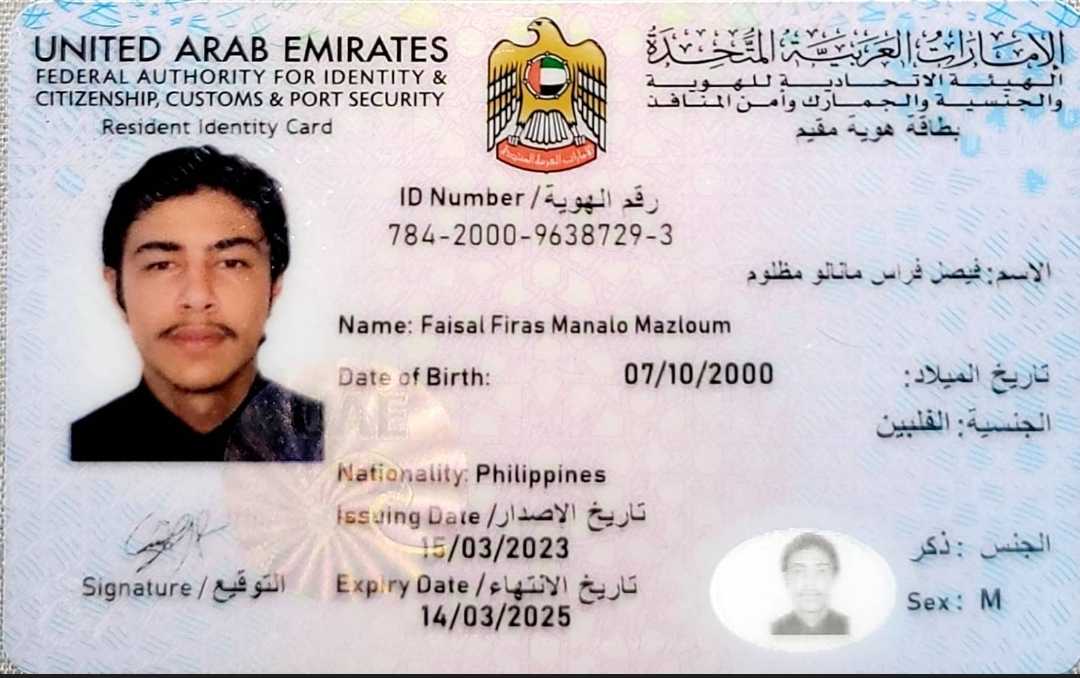 UNITED ARAB EMIRATES
FEDERAL AUTHORITY FOR IDENTITY &
CITIZENSHIP, CUSTOMS & PORT SECURITY
Resident Identity Card
الإمارات العربية المتحدة
الهيئة الاتحادية للهوية
والجنسية والجمارك وأمن المنافذ
بطاقة هوية مقيم
ID Number / رقم الهوية
784-2000-9638729-3
الاسم: فيصل فراس مانالو مظلوم
Name: Faisal Firas Manalo Mazloum
Date of Birth: 07/10/2000 تاريخ الميلاد:
الجنسية: الفلبين
Nationality: Philippines
Issuing Date / تاريخ الإصدار
15/03/2023
Expiry Date / تاريخ الانتهاء
14/03/2025
الجنس : ذكر
Sex: M
Signature / التوقيع
UAE